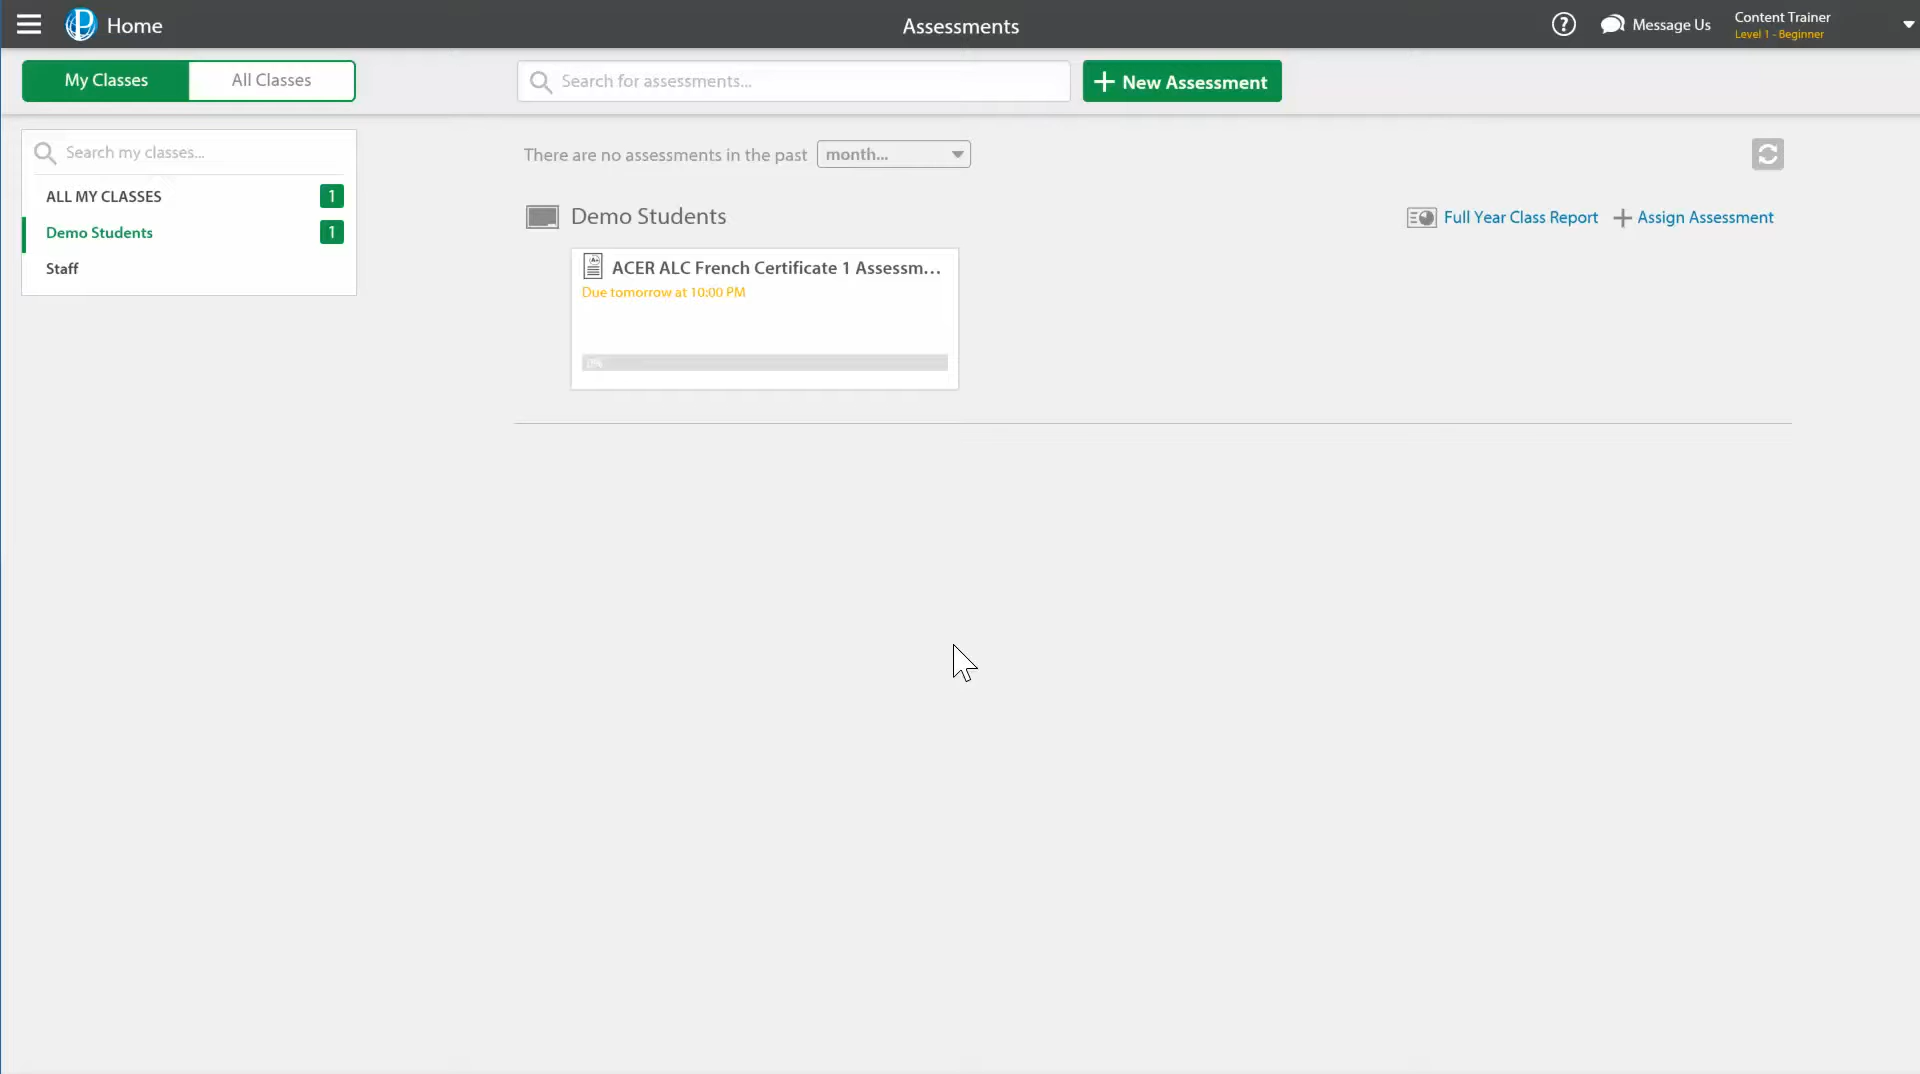 Home
Assessments
Message Us
Content Trainer
Level 1 - Beginner
My Classes
All Classes
Search for assessments...
New Assessment
Search my classes...
There are no assessments in the past
month...
ALL MY CLASSES 1
Demo Students 1
Staff
Demo Students
Full Year Class Report
Assign Assessment
ACER ALC French Certificate 1 Assessm...
Due tomorrow at 10:00 PM